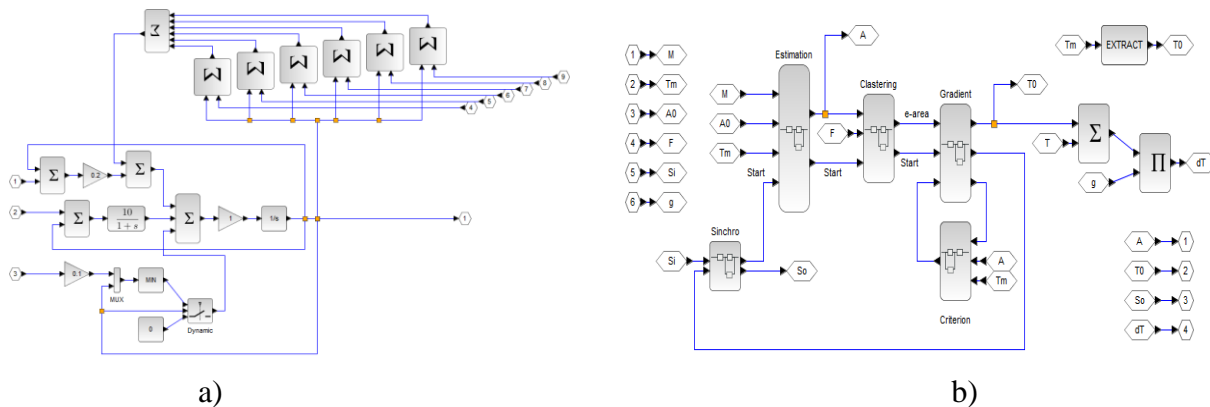 Σ
Σ
Σ
Σ
Σ
Σ
Σ
9
8
7
6
5
4
Σ
0.2
Σ
1
2
Σ
10
1 + s
Σ
1
1/s
1
3
0.1
MUX
MIN
0
Dynamic
a)
1 M
2 Tm
3 A0
4 F
5 Si
6 g
A
Estimation
M
A0
Tm
Start
Start
Clastering
F
e-area
Start
Gradient
T0
T
Σ
g
Π
dT
Tm EXTRACT T0
Sinchro
Si
So
A
Tm
Criterion
A 1
T0 2
So 3
dT 4
b)